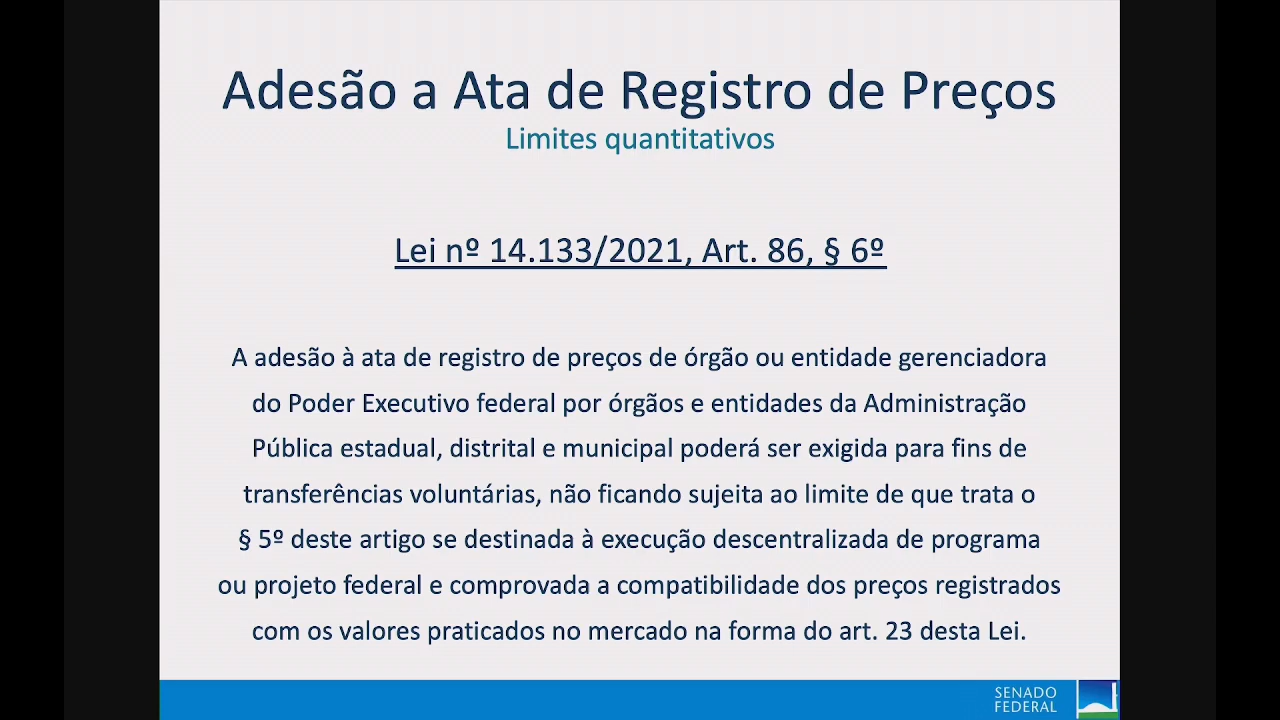 Adesão a Ata de Registro de Preços
Limites quantitativos
Lei nº 14.133/2021, Art. 86, § 6º
A adesão à ata de registro de preços de órgão ou entidade gerenciadora
do Poder Executivo federal por órgãos e entidades da Administração
Pública estadual, distrital e municipal poderá ser exigida para fins de
transferências voluntárias, não ficando sujeita ao limite de que trata o
§ 5º deste artigo se destinada à execução descentralizada de programa
ou projeto federal e comprovada a compatibilidade dos preços registrados
com os valores praticados no mercado na forma do art. 23 desta Lei.
SENADO
FEDERAL